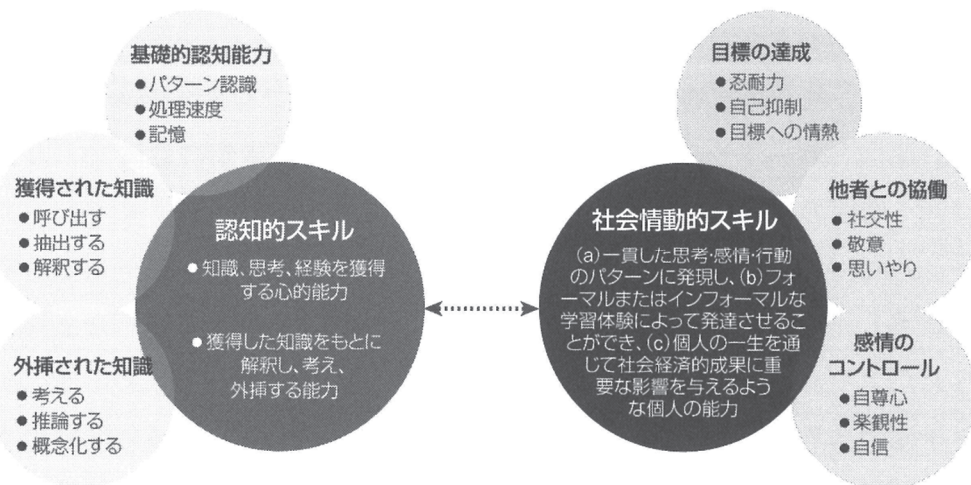 基礎的認知能力
●パターン認識
●処理速度
●記憶
獲得された知識
●呼び出す
●抽出する
●解釈する
外挿された知識
●考える
●推論する
●概念化する
認知的スキル
●知識、思考、経験を獲得
する心的能力
●獲得した知識をもとに
解釈し、考え、
外挿する能力
社会情動的スキル
(a)一貫した思考・感情・行動
のパターンに発現し、(b)フォ
ーマルまたはインフォーマルな
学習体験によって発達させるこ
とができ、(c)個人の一生を通
じて社会経済的成果に重
要な影響を与えるよう
な個人の能力
目標の達成
●忍耐力
●自己抑制
●目標への情熱
他者との協働
●社交性
●敬意
●思いやり
感情の
コントロール
●自尊心
●楽観性
●自信